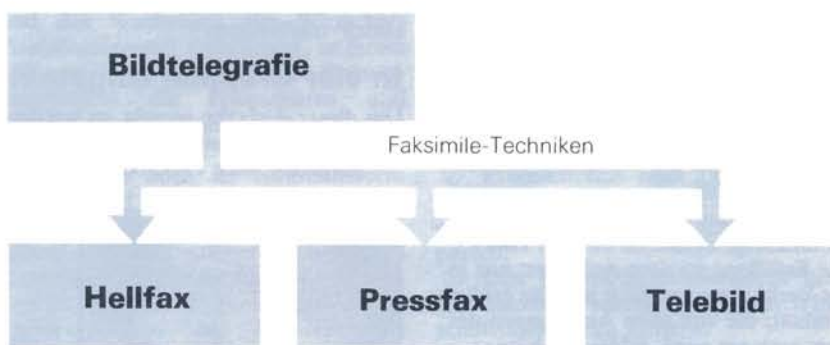 Bildtelegrafie
Faksimile-Techniken
Hellfax
Pressfax
Telebild